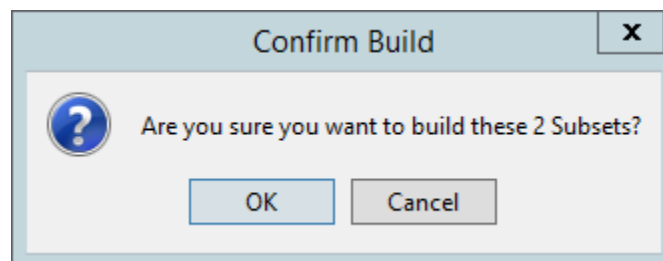 Confirm Build
x
?
Are you sure you want to build these 2 Subsets?
OK Cancel